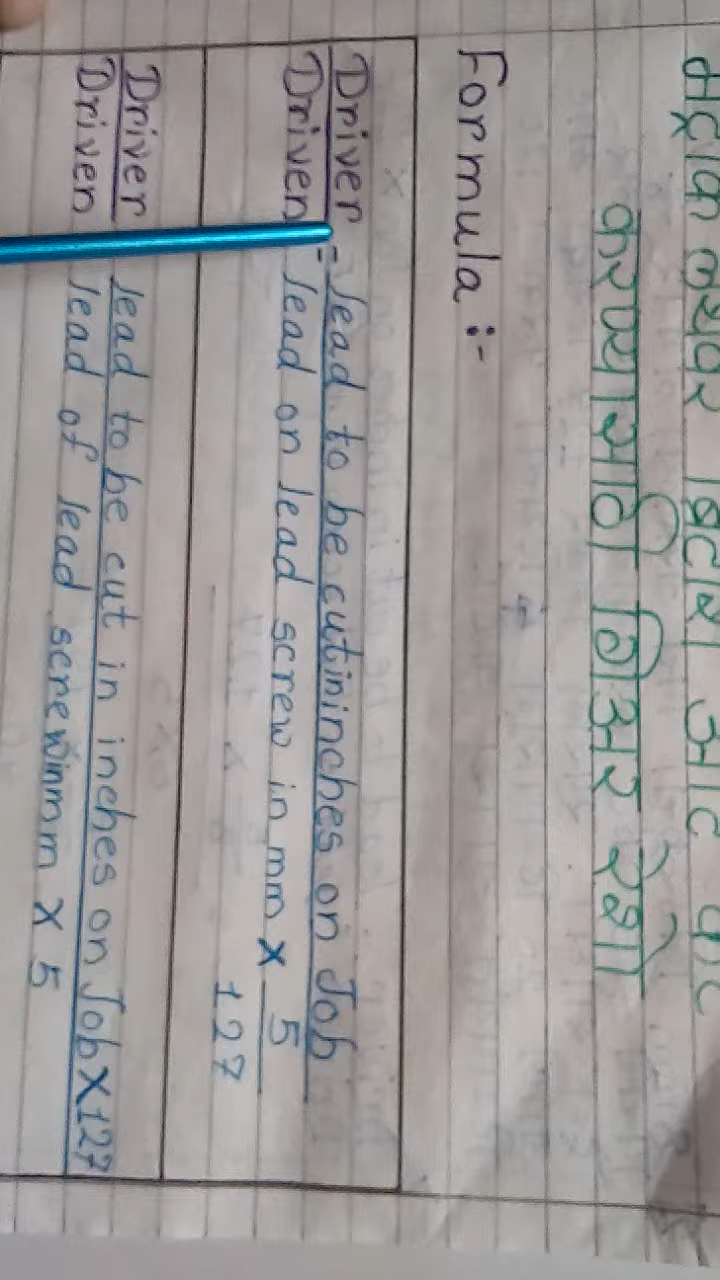 ब्रिटिश
करण्यासाठी गिअर रेशो
Formula :-
Driver = lead to be cut in inches on Job
Driven lead on lead screw in mm x 5
127
Driver lead to be cut in inches on Job x 127
Driven lead of lead screw in mm x 5